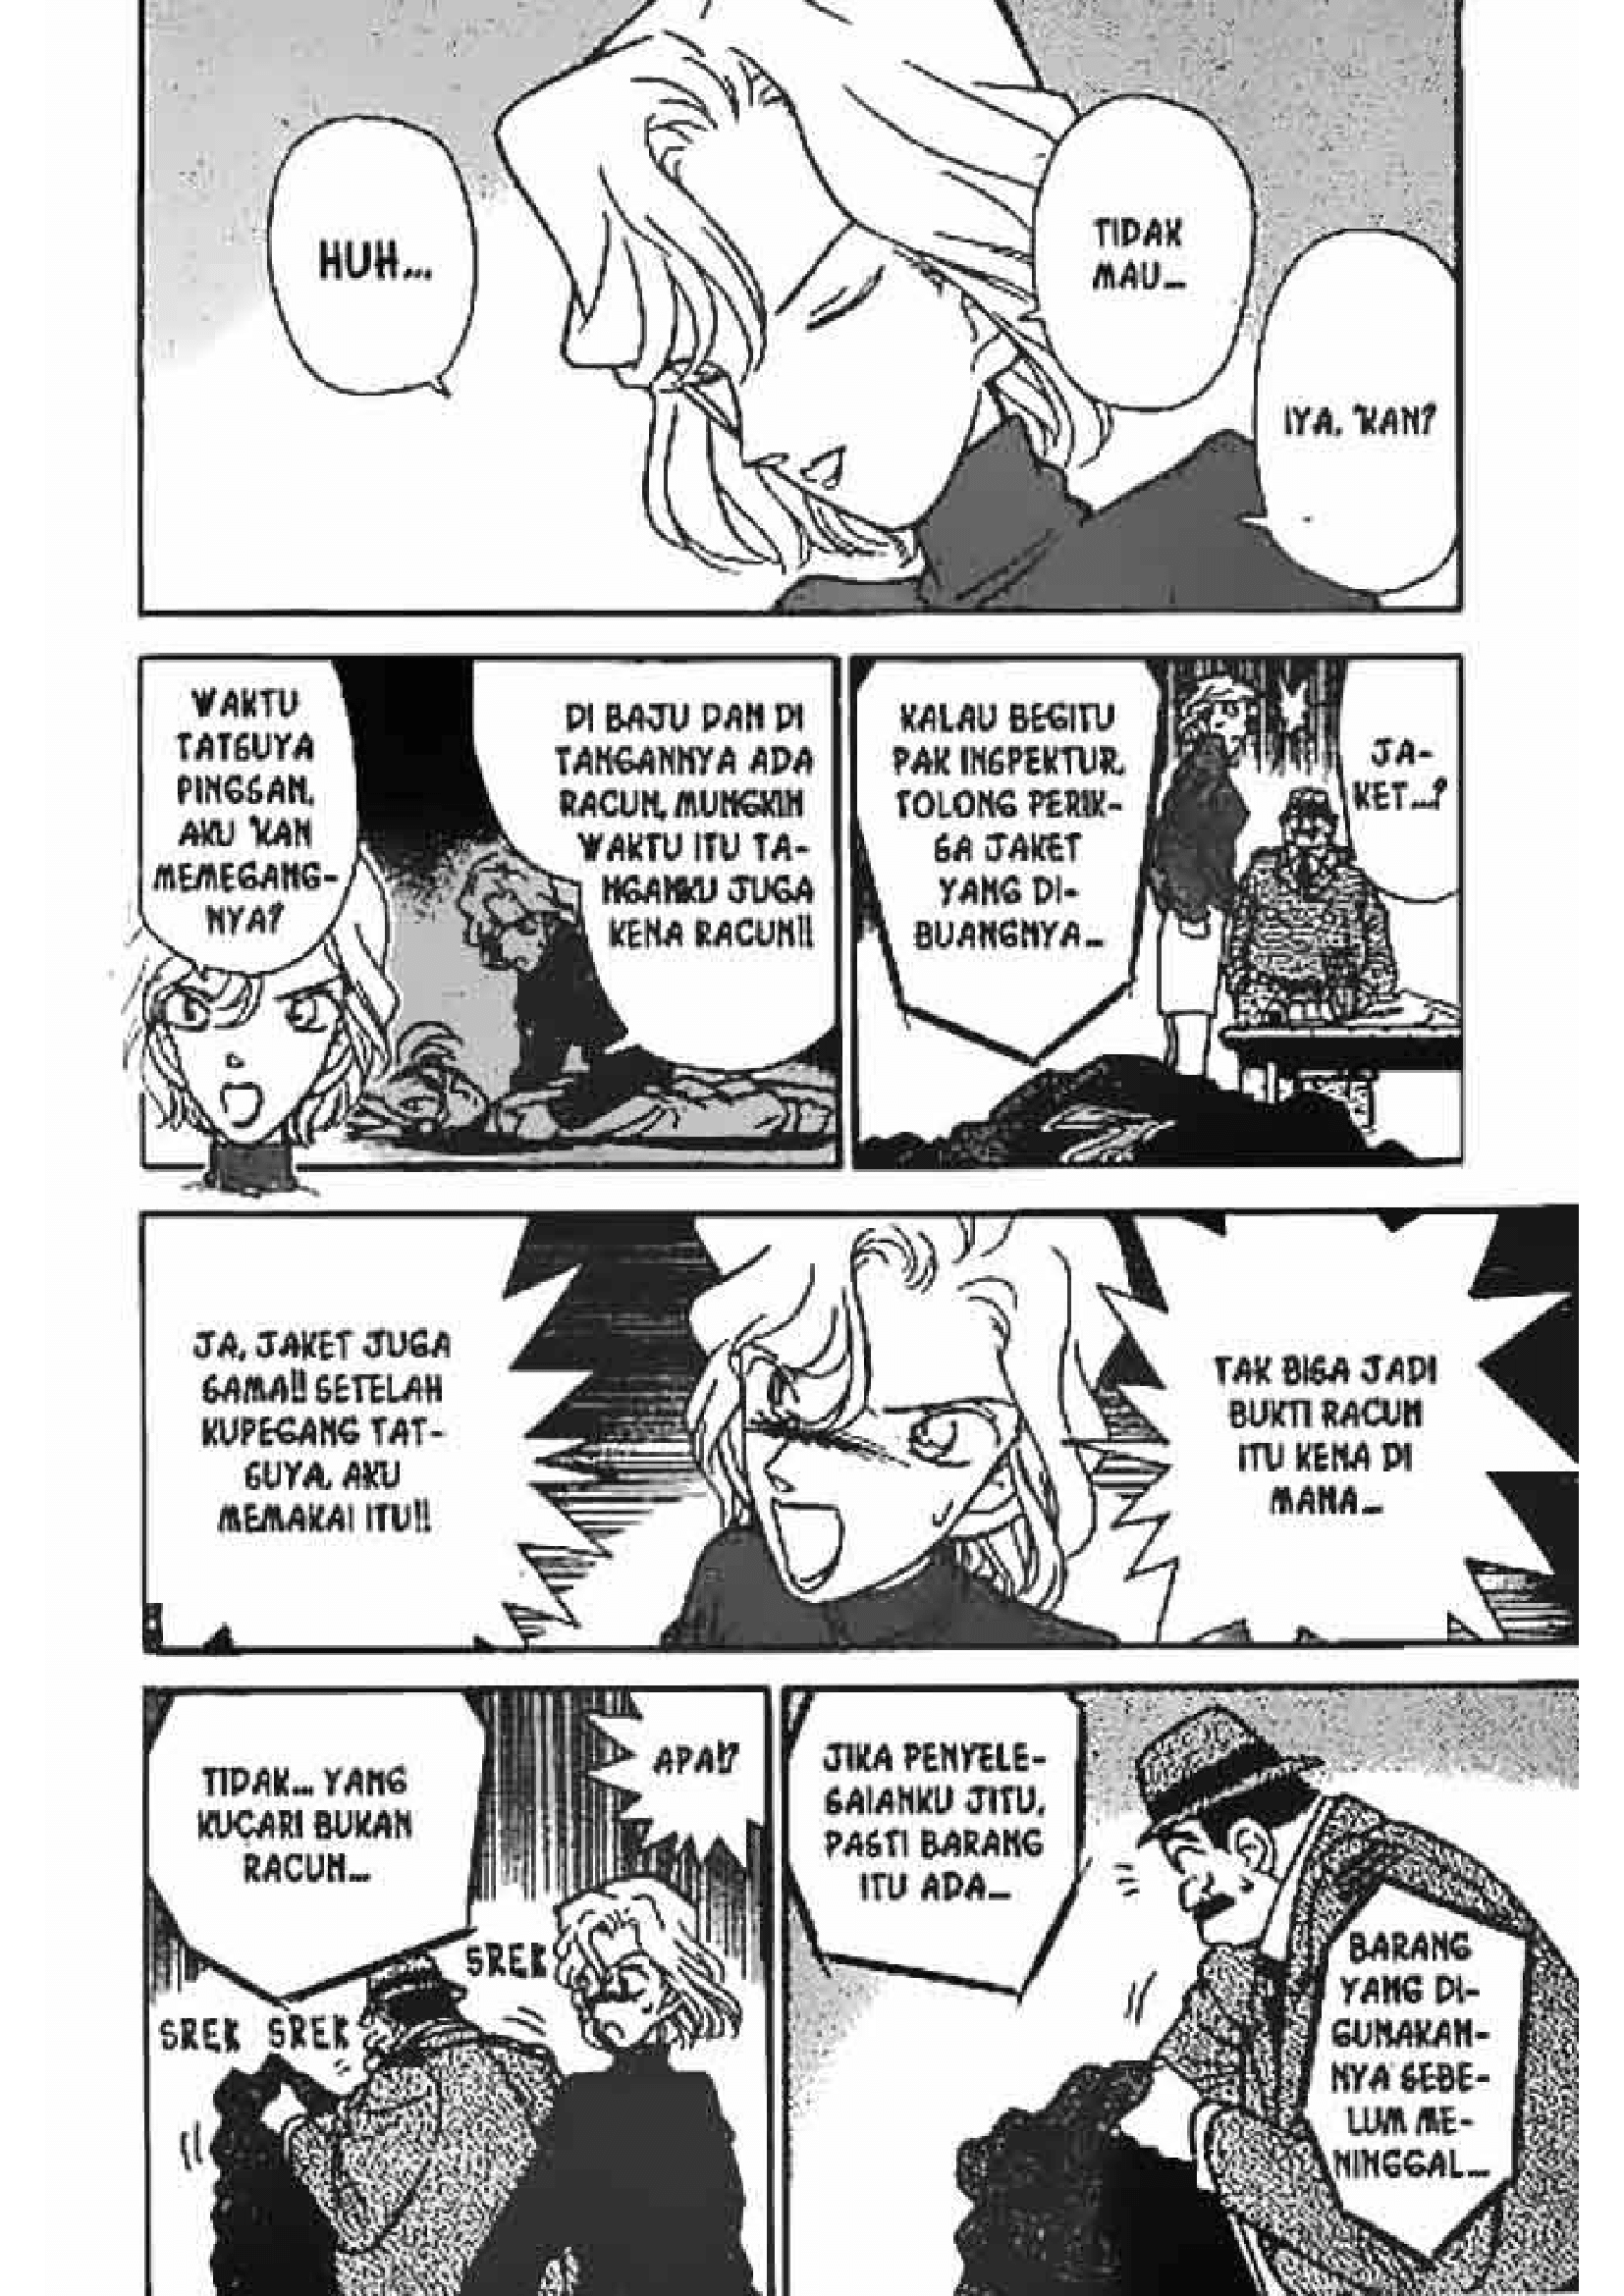 IYA, 'KAN?
TIDAK
MAU...
HUH...
JA-
KET...?
KALAU BEGITU
PAK INSPEKTUR,
TOLONG PERIK-
SA JAKET
YANG DI-
BUANGNYA...
DI BAJU DAN DI
TANGANNYA ADA
RACUN, MUNGKIN
WAKTU ITU TA-
NGANKU JUGA
KENA RACUN!!
WAKTU
TATSUYA
PINGSAN,
AKU 'KAN
MEMEGANG-
NYA?
TAK BISA JADI
BUKTI RACUN
ITU KENA DI
MANA...
JA, JAKET JUGA
SAMA!! SETELAH
KUPEGANG TAT-
SUYA, AKU
MEMAKAI ITU!!
BARANG
YANG DI-
GUNAKAN-
NYA SEBE-
LUM ME-
NINGGAL...
JIKA PENYELE-
SAIANKU JITU,
PASTI BARANG
ITU ADA...
APA!?
TIDAK... YANG
KUCARI BUKAN
RACUN...
SREK
SREK SREK